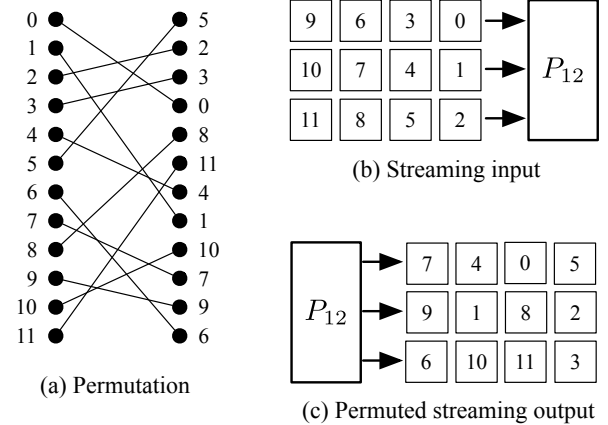 0 5
1 2
2 3
3 0
4 8
5 11
6 4
7 1
8 10
9 7
10 9
11 6
(a) Permutation
9 6 3 0
10 7 4 1
11 8 5 2
P12
(b) Streaming input
P12
7 4 0 5
9 1 8 2
6 10 11 3
(c) Permuted streaming output